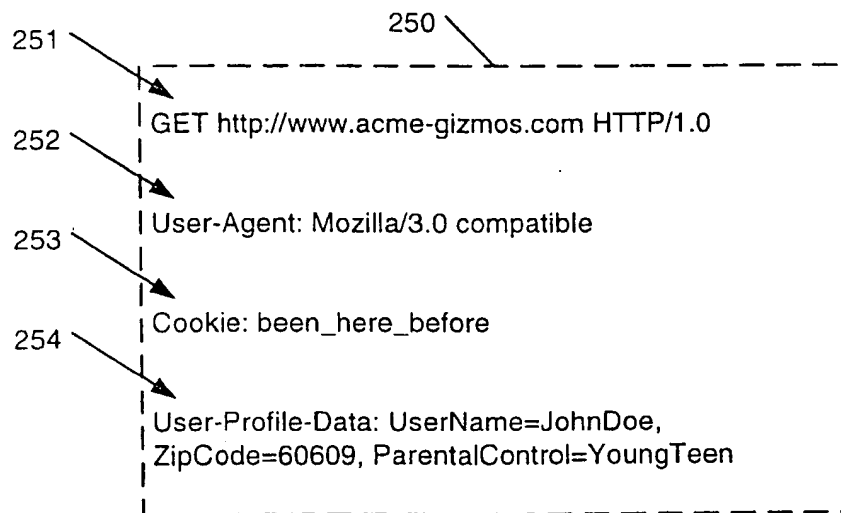 250
251
GET http://www.acme-gizmos.com HTTP/1.0
252
User-Agent: Mozilla/3.0 compatible
253
Cookie: been_here_before
254
User-Profile-Data: UserName=JohnDoe,
ZipCode=60609, ParentalControl=YoungTeen